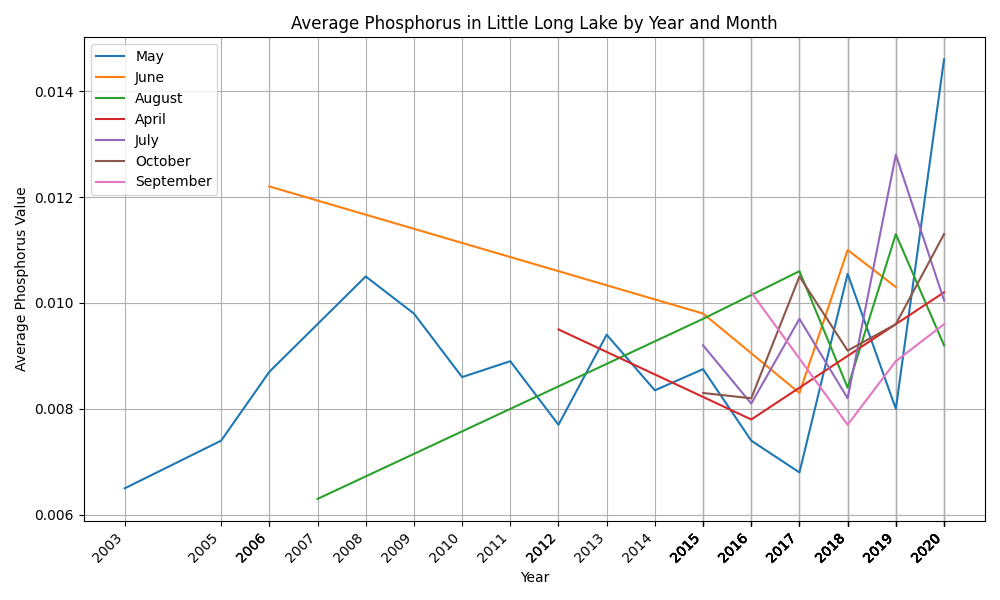 Average Phosphorus in Little Long Lake by Year and Month
May
June
August
April
July
October
September
Average Phosphorus Value
0.014
0.012
0.010
0.008
0.006
2003
2005
2006
2007
2008
2009
2010
2011
2012
2013
2014
2015
2016
2017
2018
2019
2020
Year